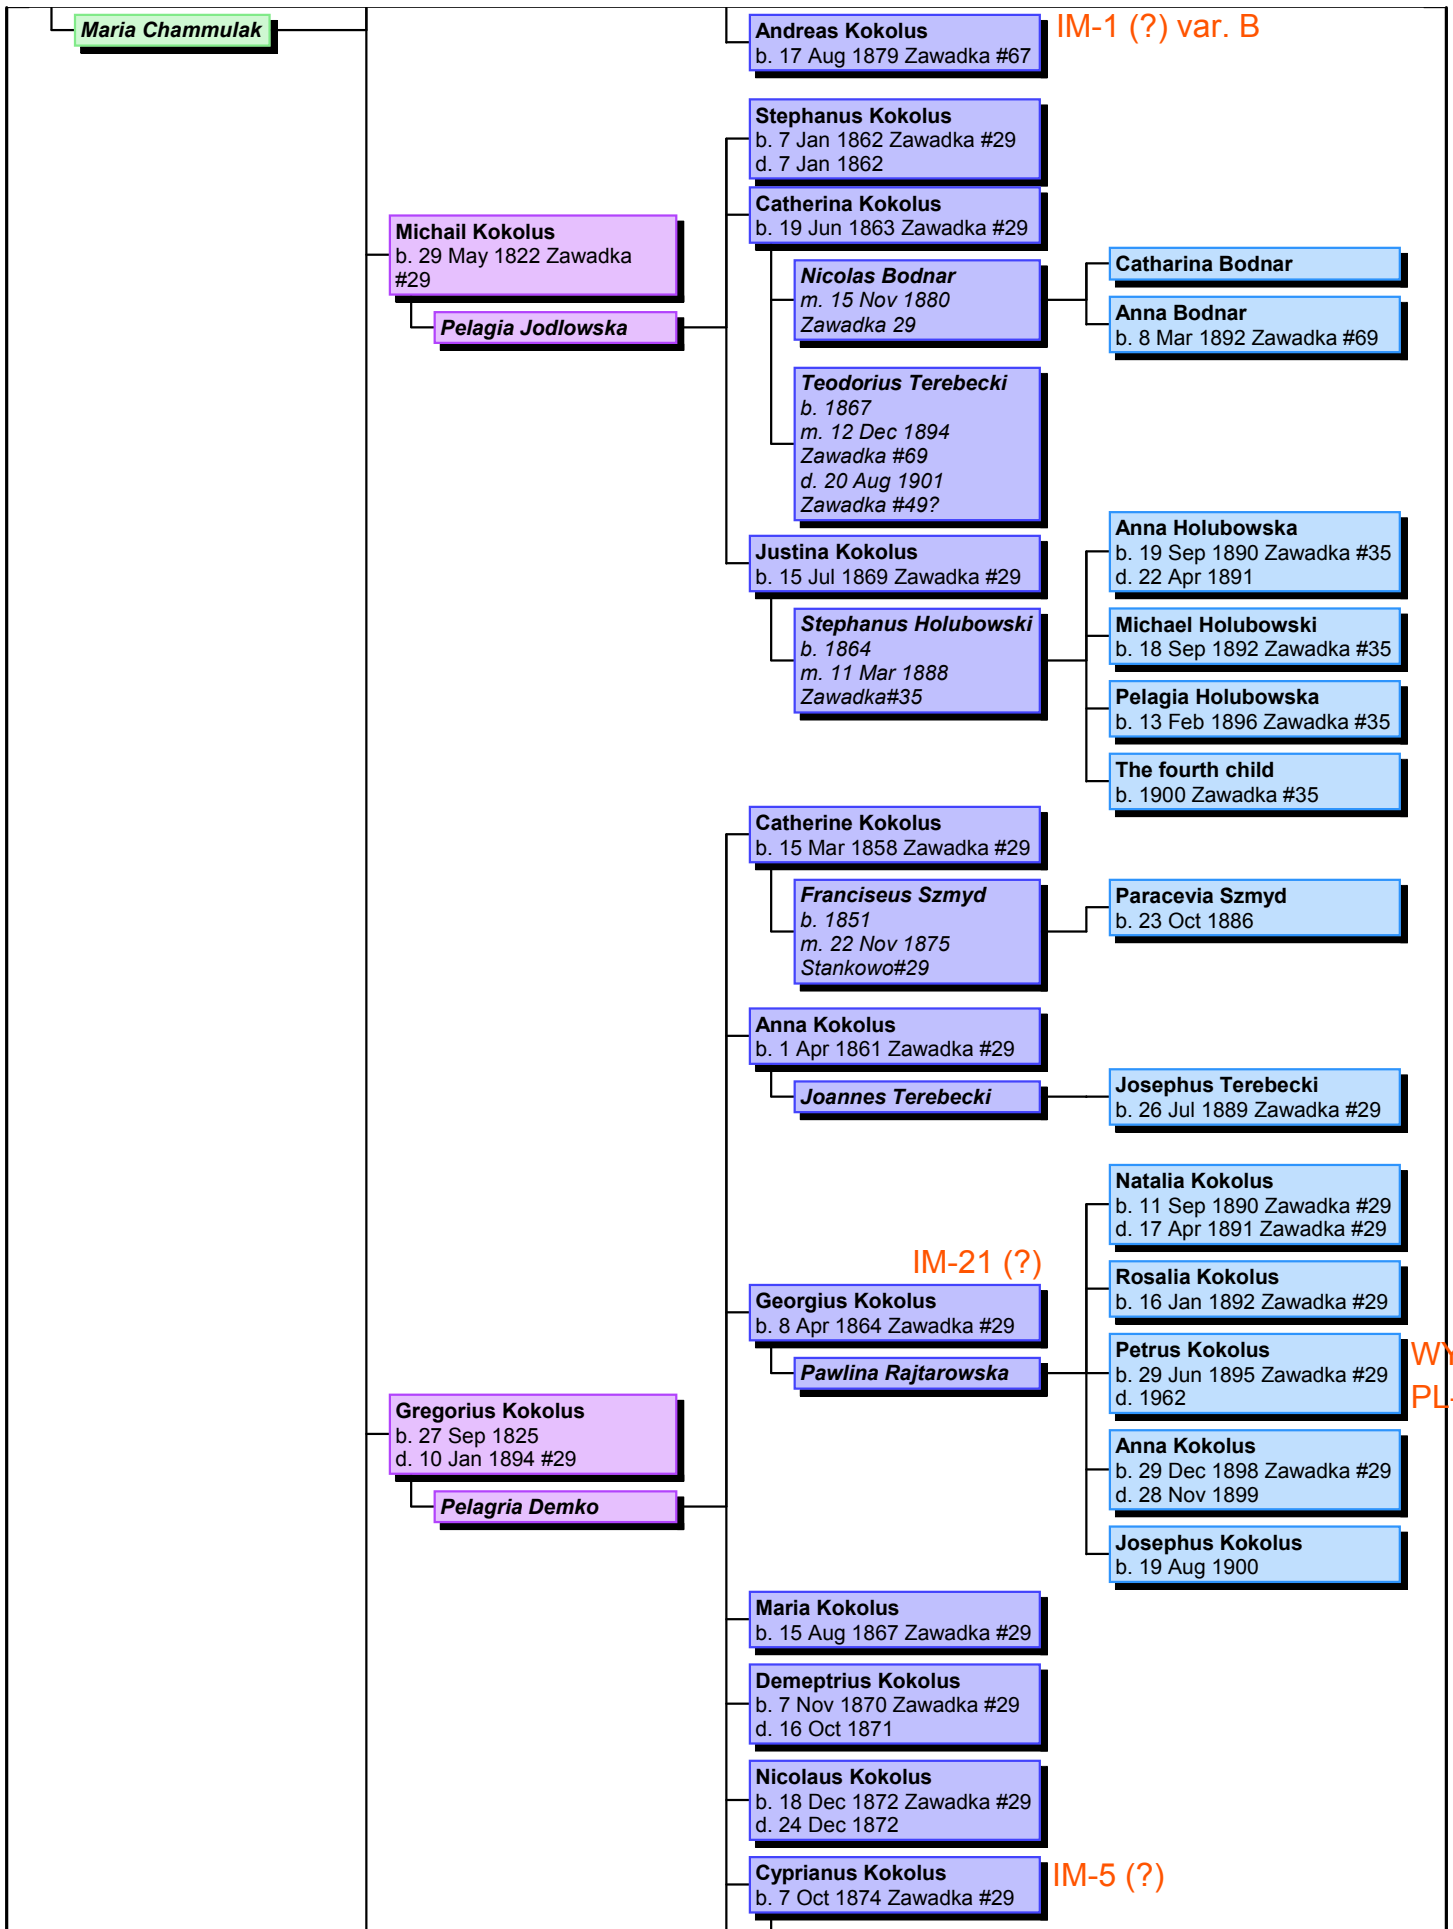 Maria Chammulak
Andreas Kokolus
b. 17 Aug 1879 Zawadka #67
IM-1 (?) var. B
Stephanus Kokolus
b. 7 Jan 1862 Zawadka #29
d. 7 Jan 1862
Catherina Kokolus
b. 19 Jun 1863 Zawadka #29
Michail Kokolus
b. 29 May 1822 Zawadka
#29
Pelagia Jodlowska
Nicolas Bodnar
m. 15 Nov 1880
Zawadka 29
Catharina Bodnar
Anna Bodnar
b. 8 Mar 1892 Zawadka #69
Teodorius Terebecki
b. 1867
m. 12 Dec 1894
Zawadka #69
d. 20 Aug 1901
Zawadka #49?
Justina Kokolus
b. 15 Jul 1869 Zawadka #29
Stephanus Holubowski
b. 1864
m. 11 Mar 1888
Zawadka#35
Anna Holubowska
b. 19 Sep 1890 Zawadka #35
d. 22 Apr 1891
Michael Holubowski
b. 18 Sep 1892 Zawadka #35
Pelagia Holubowska
b. 13 Feb 1896 Zawadka #35
The fourth child
b. 1900 Zawadka #35
Catherine Kokolus
b. 15 Mar 1858 Zawadka #29
Franciseus Szmyd
b. 1851
m. 22 Nov 1875
Stankowo#29
Paracevia Szmyd
b. 23 Oct 1886
Anna Kokolus
b. 1 Apr 1861 Zawadka #29
Joannes Terebecki
Josephus Terebecki
b. 26 Jul 1889 Zawadka #29
IM-21 (?)
Georgius Kokolus
b. 8 Apr 1864 Zawadka #29
Pawlina Rajtarowska
Natalia Kokolus
b. 11 Sep 1890 Zawadka #29
d. 17 Apr 1891 Zawadka #29
Rosalia Kokolus
b. 16 Jan 1892 Zawadka #29
Petrus Kokolus
b. 29 Jun 1895 Zawadka #29
d. 1962
WY
PL-
Anna Kokolus
b. 29 Dec 1898 Zawadka #29
d. 28 Nov 1899
Josephus Kokolus
b. 19 Aug 1900
Gregorius Kokolus
b. 27 Sep 1825
d. 10 Jan 1894 #29
Pelagria Demko
Maria Kokolus
b. 15 Aug 1867 Zawadka #29
Demeptrius Kokolus
b. 7 Nov 1870 Zawadka #29
d. 16 Oct 1871
Nicolaus Kokolus
b. 18 Dec 1872 Zawadka #29
d. 24 Dec 1872
Cyprianus Kokolus
b. 7 Oct 1874 Zawadka #29
IM-5 (?)